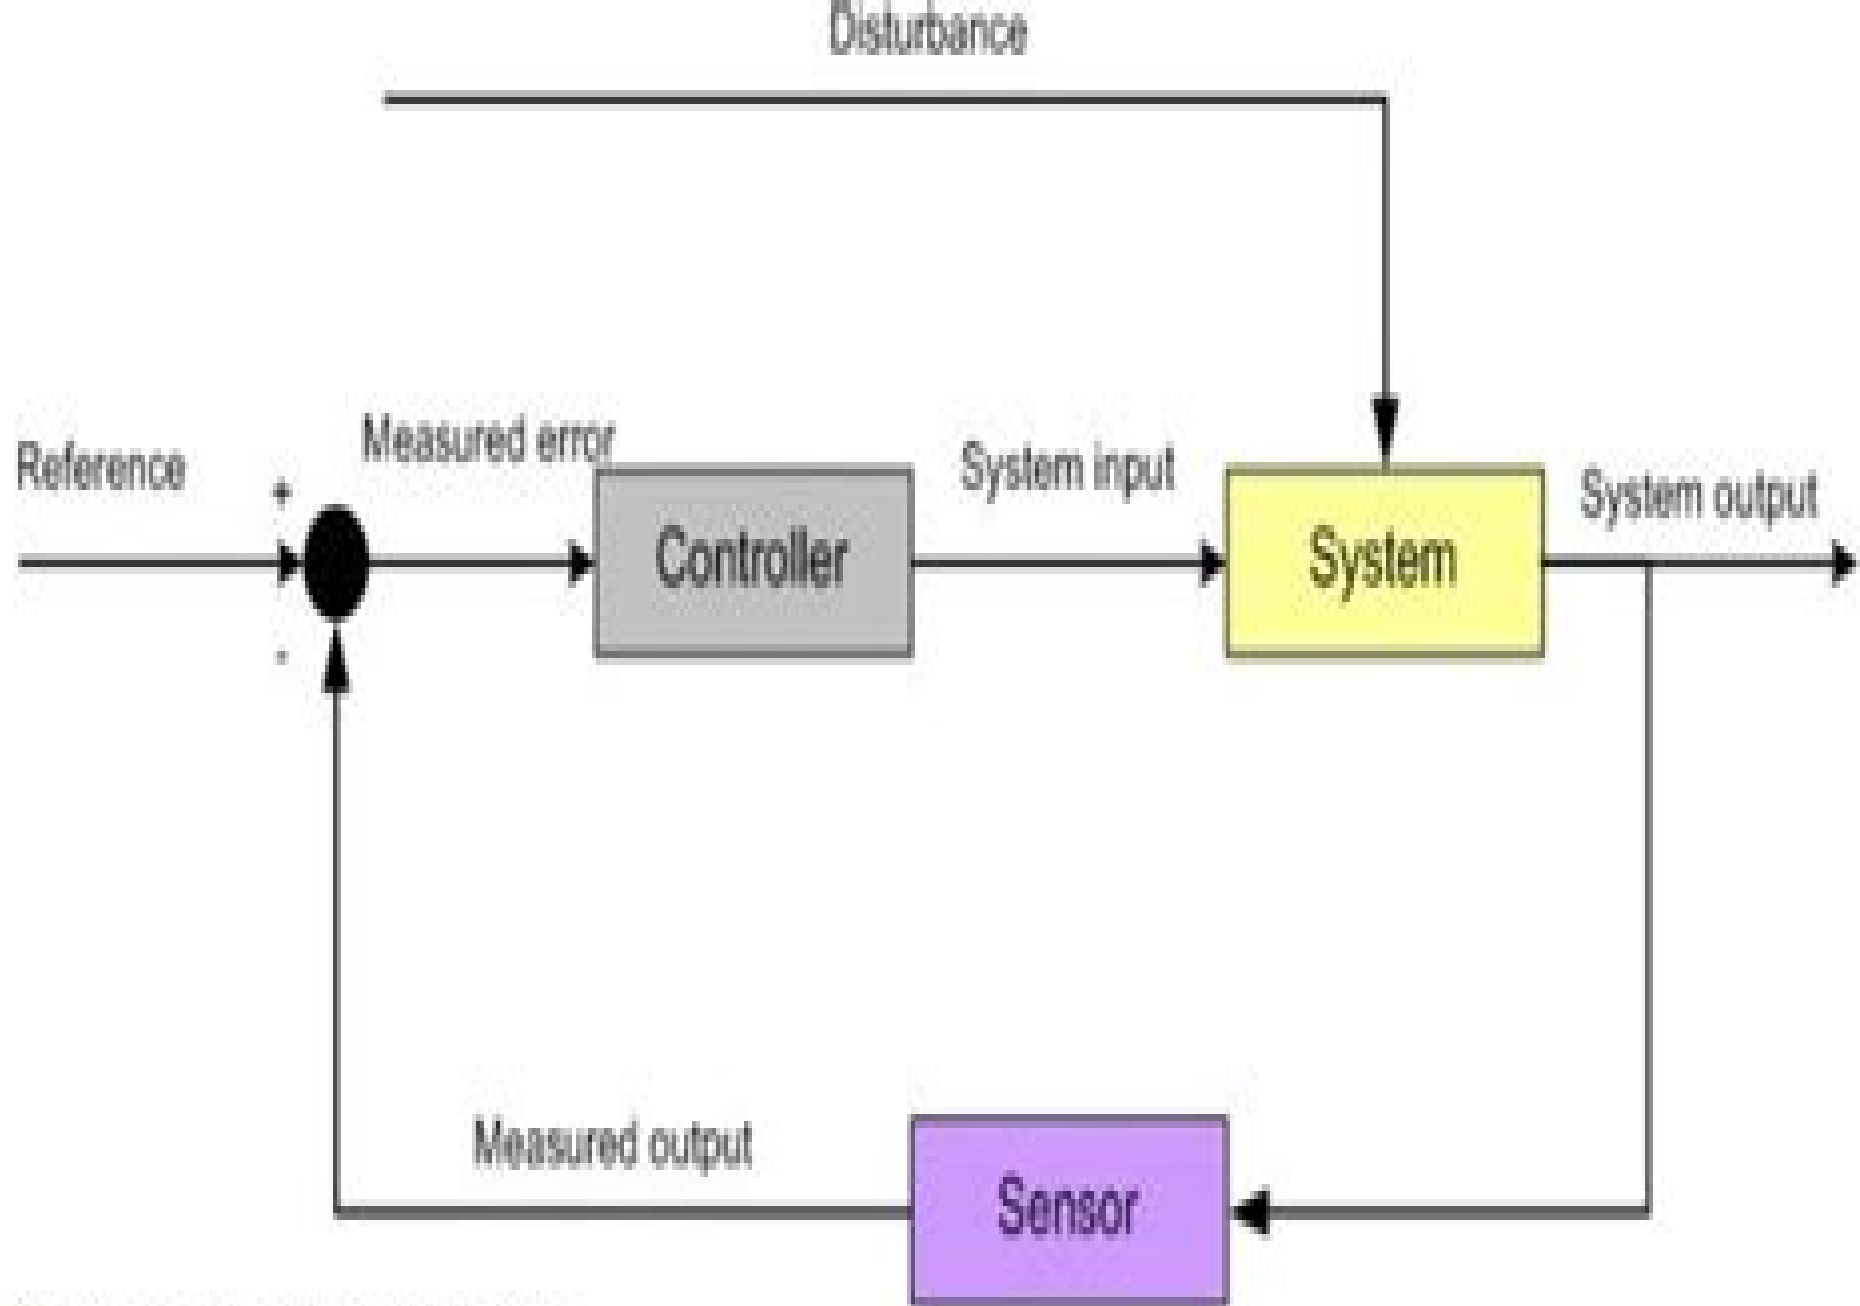 Disturbance
Reference
+
Measured error
Controller
System input
System
System output
-
Measured output
Sensor